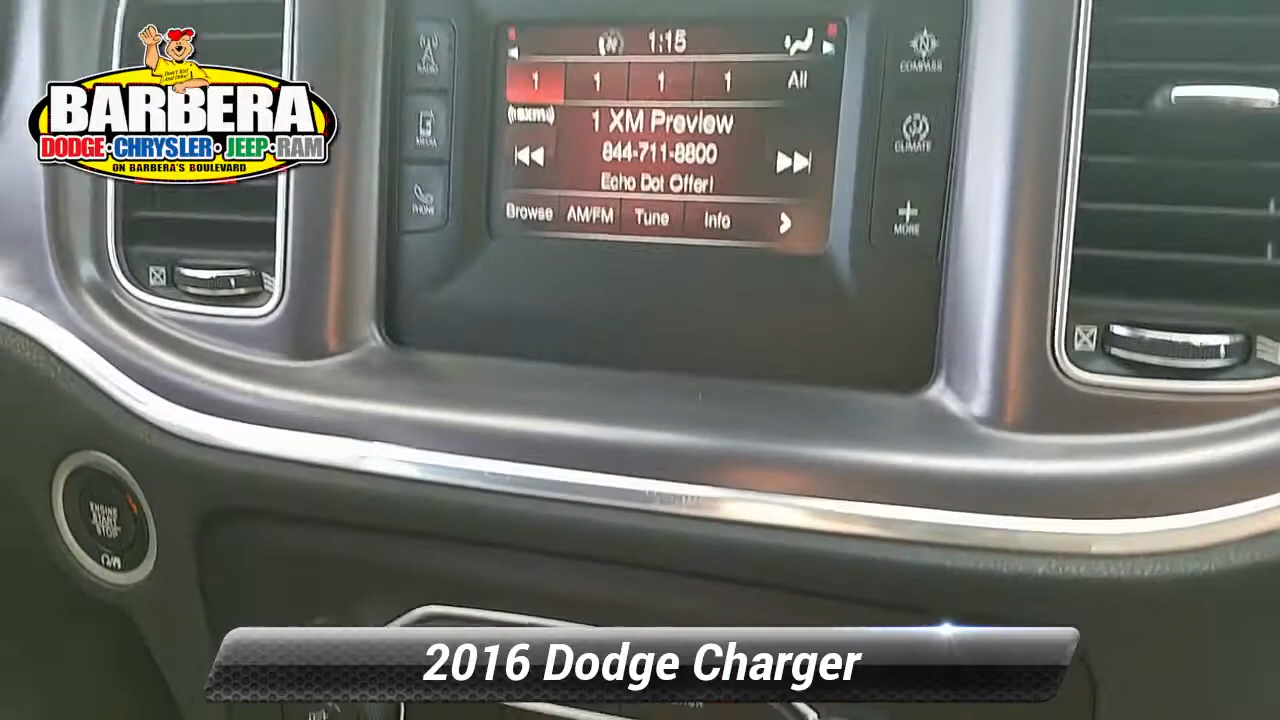 BARBERA
DODGE·CHRYSLER·JEEP·RAM
ON BARBERA'S BOULEVARD
RADIO
MEDIA
PHONE
1:15
1 1 1 1 All
((sxm))
1 XM Preview
844-711-8800
Echo Dot Offer!
Browse AM/FM Tune Info
COMPASS
CLIMATE
MORE
ENGINE
START
STOP
2016 Dodge Charger